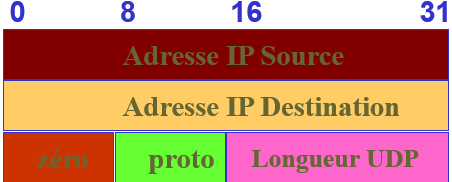 0 8 16 31
Adresse IP Source
Adresse IP Destination
zéro proto Longueur UDP